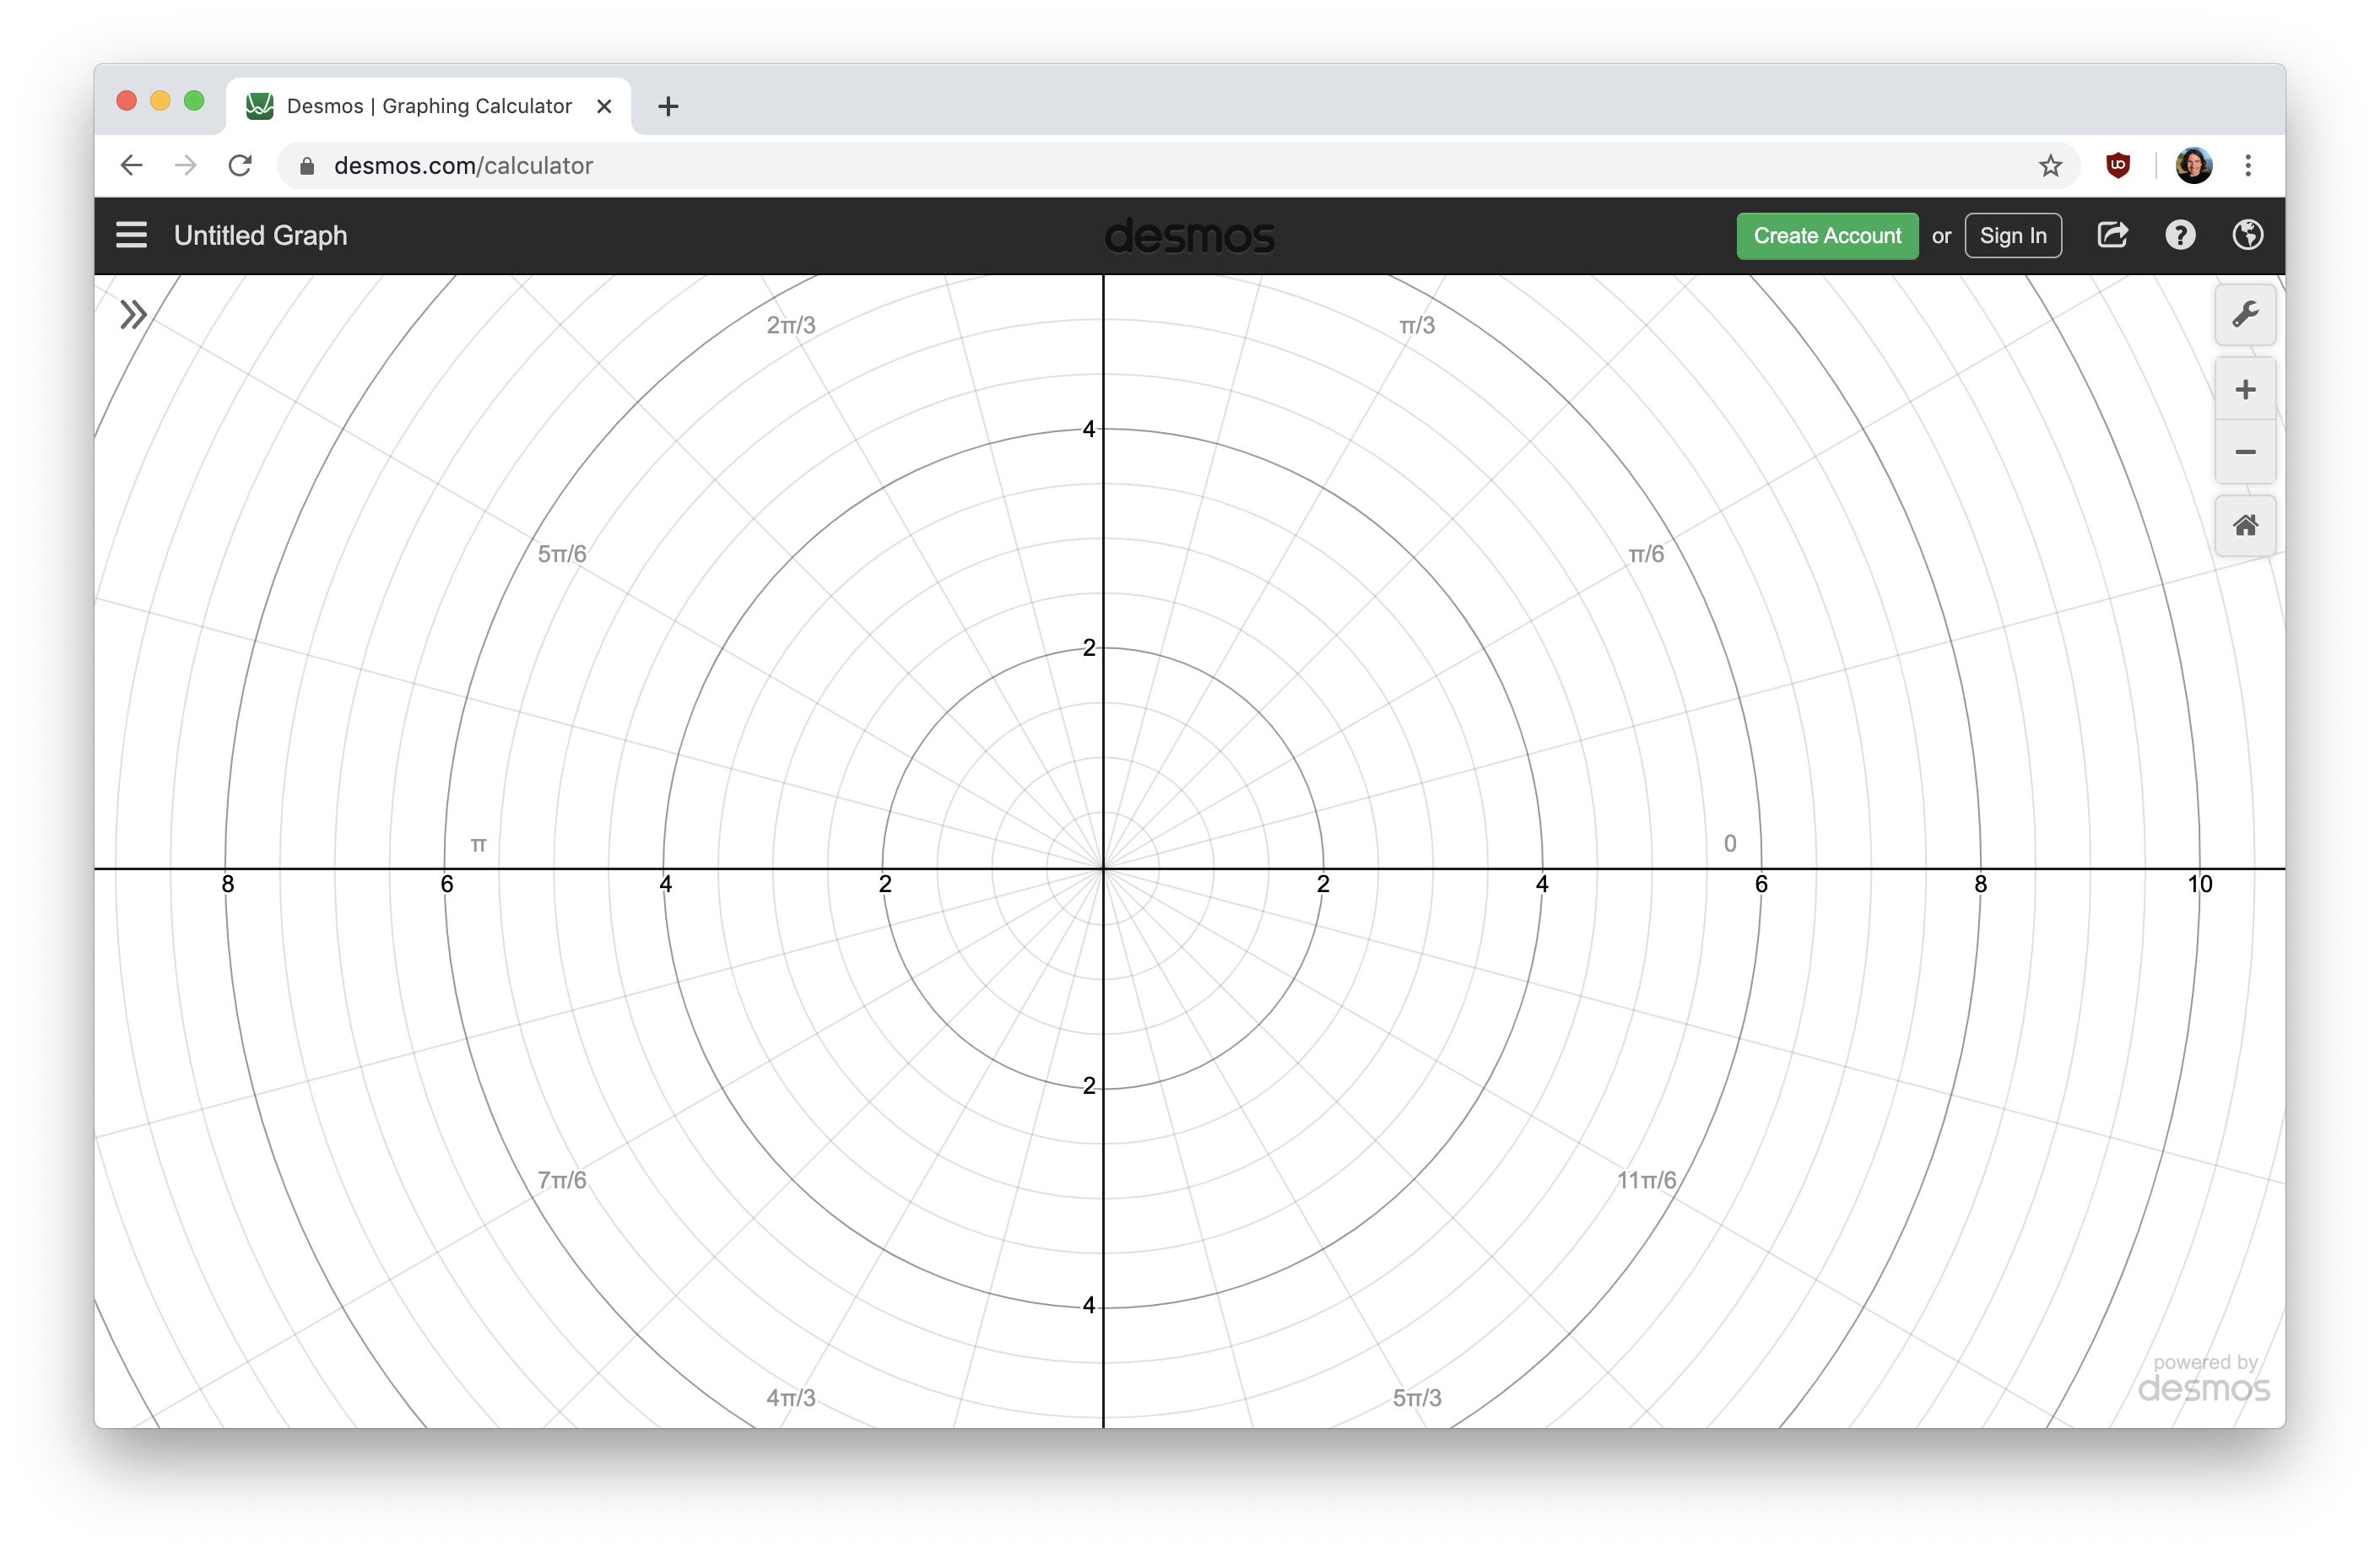 Desmos | Graphing Calculator
desmos.com/calculator
Untitled Graph
desmos
Create Account or Sign In
2π/3 π/3
4
5π/6 π/6
2
π 0
8 6 4 2 2 4 6 8 10
2
7π/6 11π/6
4
4π/3 5π/3
powered by
desmos